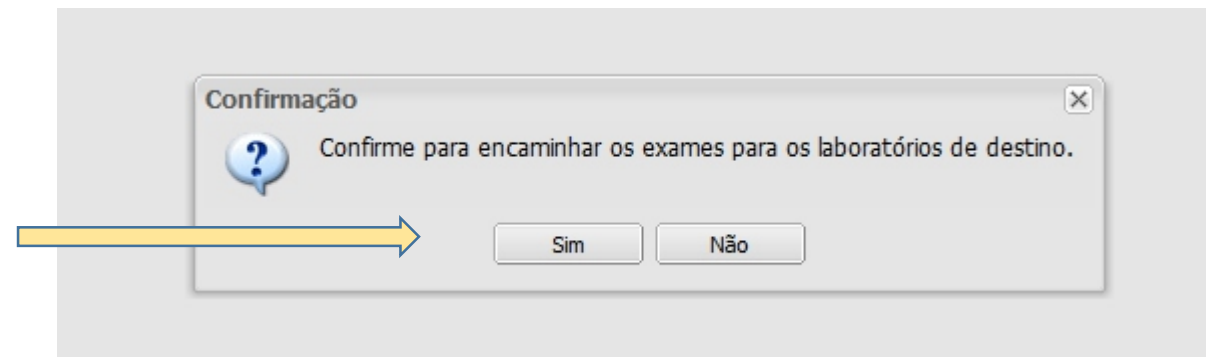 Confirmação
Confirme para encaminhar os exames para os laboratórios de destino.
Sim Não